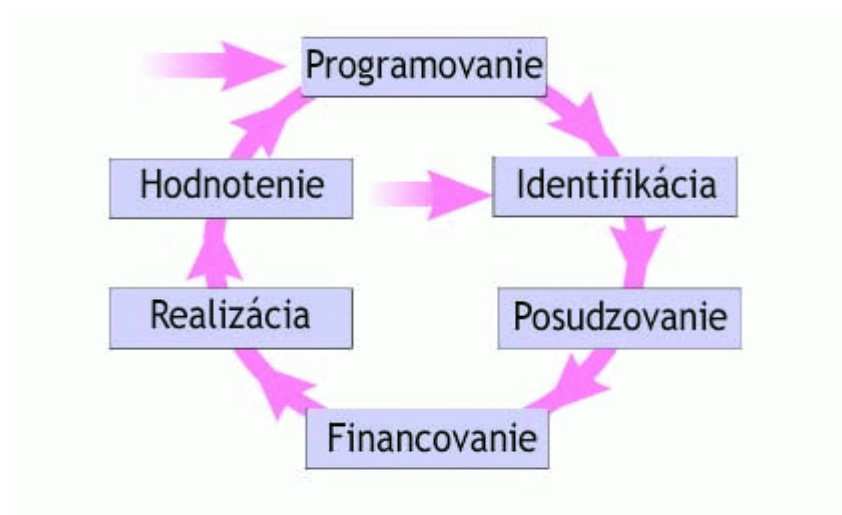 Programovanie
Hodnotenie
Identifikácia
Realizácia
Posudzovanie
Financovanie